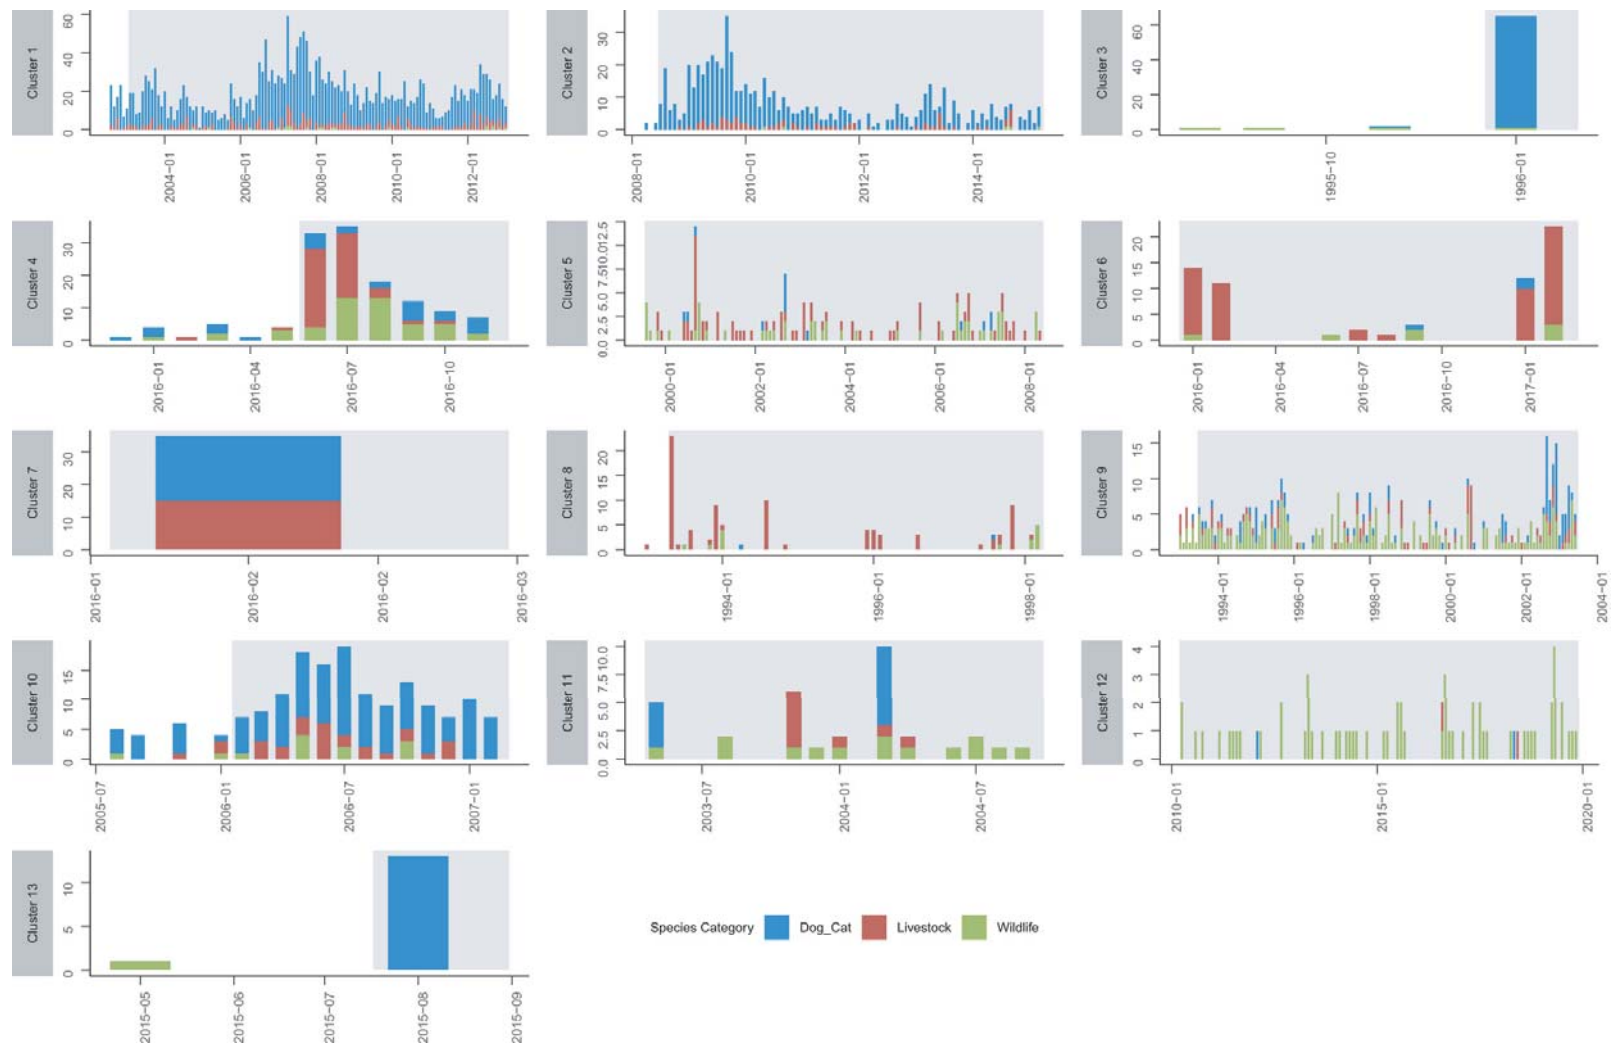 Cluster 1
0 20 40 60
2004-01 2006-01 2008-01 2010-01 2012-01
Cluster 2
0 10 20 30
2008-01 2010-01 2012-01 2014-01
Cluster 3
0 20 40 60
1995-10 1996-01
Cluster 4
0 10 20 30
2016-01 2016-04 2016-07 2016-10
Cluster 5
0.0 2.5 5.0 7.5 10.0 12.5
2000-01 2002-01 2004-01 2006-01 2008-01
Cluster 6
0 5 10 15 20
2016-01 2016-04 2016-07 2016-10 2017-01
Cluster 7
0 10 20 30
2016-01 2016-02 2016-02 2016-03
Cluster 8
0 5 10 15 20
1994-01 1996-01 1998-01
Cluster 9
0 5 10 15
1994-01 1996-01 1998-01 2000-01 2002-01 2004-01
Cluster 10
0 5 10 15
2005-07 2006-01 2006-07 2007-01
Cluster 11
0.0 2.5 5.0 7.5 10.0
2003-07 2004-01 2004-07
Cluster 12
0 1 2 3 4
2010-01 2015-01 2020-01
Cluster 13
0 5 10
2015-05 2015-06 2015-07 2015-08 2015-09
Species Category Dog_Cat Livestock Wildlife